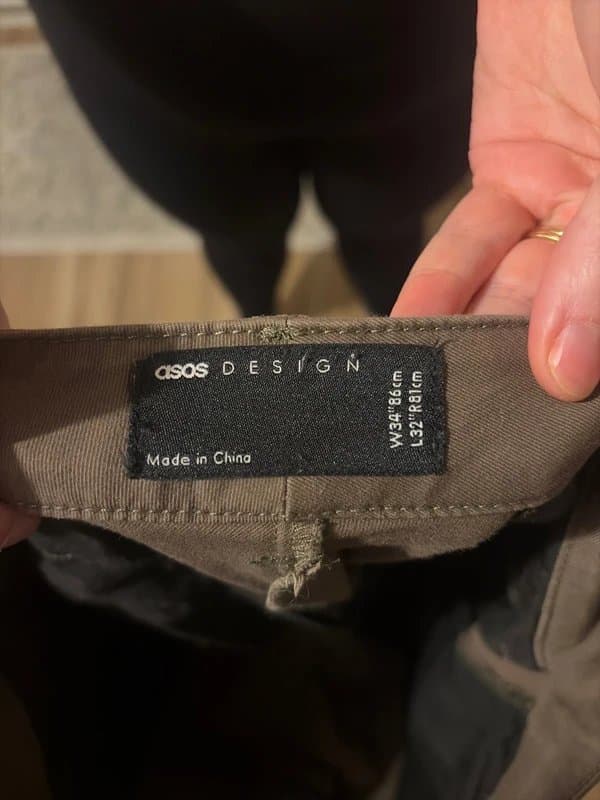 asos DESIGN
Made in China
W34"86cm
L32"R81cm